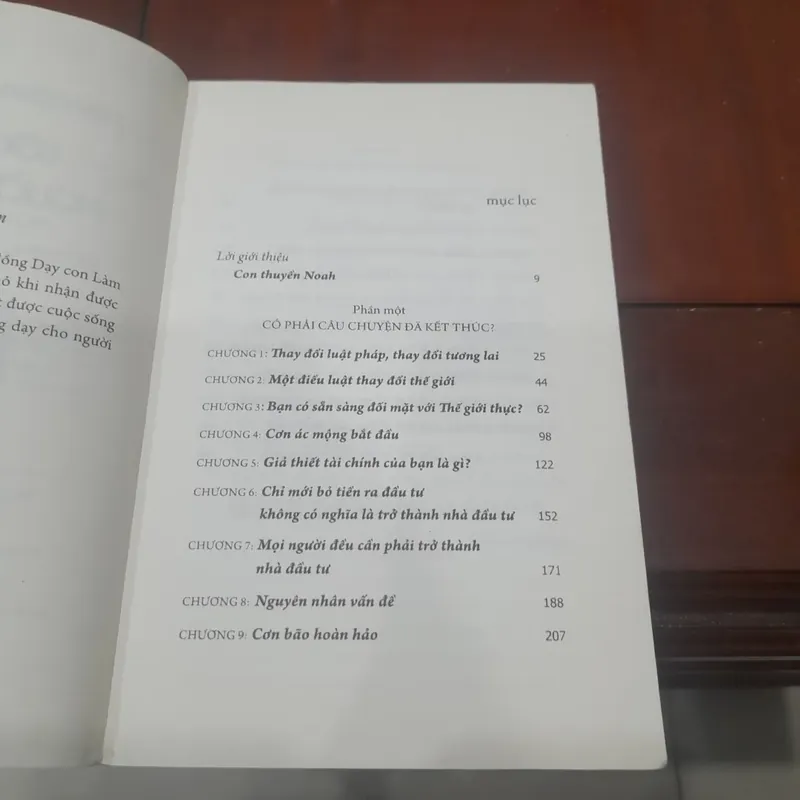 Sống Dạy con Làm
khi nhận được
được cuộc sống
dạy cho người
mục lục
Lời giới thiệu
Con thuyền Noah 9
Phần một
CÓ PHẢI CÂU CHUYỆN ĐÃ KẾT THÚC?
CHƯƠNG 1: Thay đổi luật pháp, thay đổi tương lai 25
CHƯƠNG 2: Một điều luật thay đổi thế giới 44
CHƯƠNG 3: Bạn có sẵn sàng đối mặt với Thế giới thực? 62
CHƯƠNG 4: Cơn ác mộng bắt đầu 98
CHƯƠNG 5: Giả thiết tài chính của bạn là gì? 122
CHƯƠNG 6: Chỉ mới bỏ tiền ra đầu tư
không có nghĩa là trở thành nhà đầu tư 152
CHƯƠNG 7: Mọi người đều cần phải trở thành
nhà đầu tư 171
CHƯƠNG 8: Nguyên nhân vấn đề 188
CHƯƠNG 9: Cơn bão hoàn hảo 207